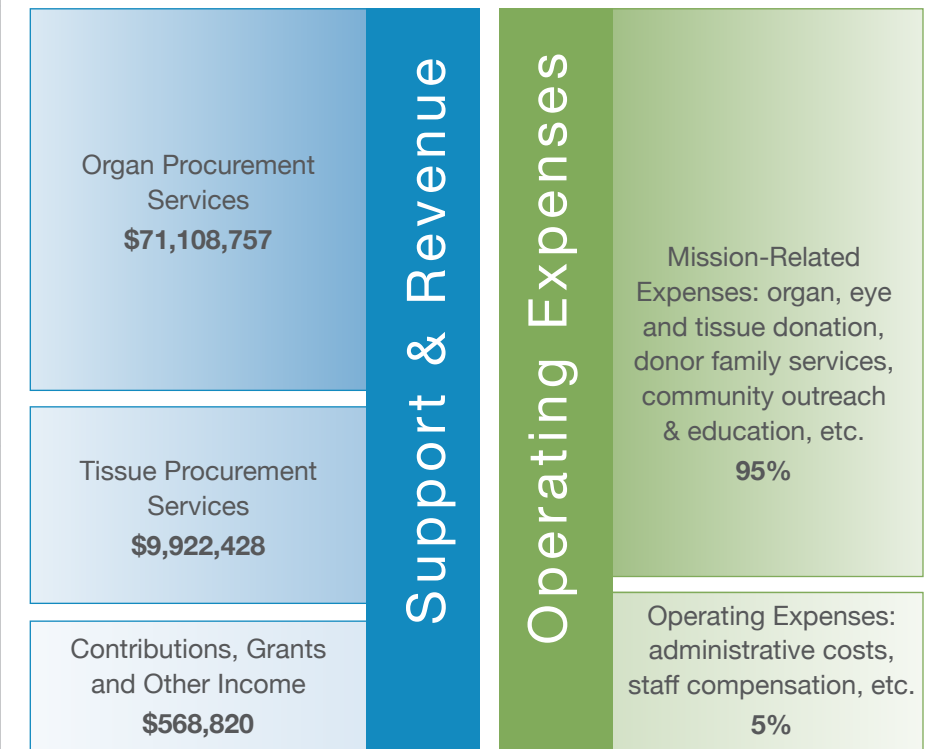 Organ Procurement
Services
$71,108,757
Tissue Procurement
Services
$9,922,428
Contributions, Grants
and Other Income
$568,820
Support & Revenue
Operating Expenses
Mission-Related
Expenses: organ, eye
and tissue donation,
donor family services,
community outreach
& education, etc.
95%
Operating Expenses:
administrative costs,
staff compensation, etc.
5%